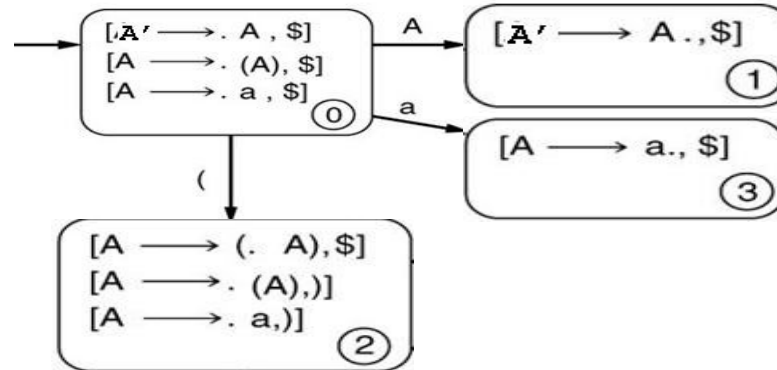 [A' ⟶ . A , $]
[A ⟶ . (A), $]
[A ⟶ . a , $]
0
A
[A' ⟶ A ., $]
1
a
[A ⟶ a., $]
3
(
[A ⟶ (. A),$]
[A ⟶ . (A),)]
[A ⟶ . a,)]
2